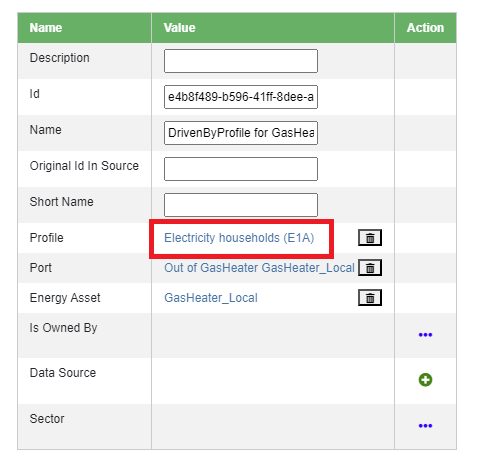 Name Value Action
Description
Id e4b8f489-b596-41ff-8dee-a
Name DrivenByProfile for GasHea
Original Id In Source
Short Name
Profile Electricity households (E1A)
Port Out of GasHeater GasHeater_Local
Energy Asset GasHeater_Local
Is Owned By
Data Source
Sector